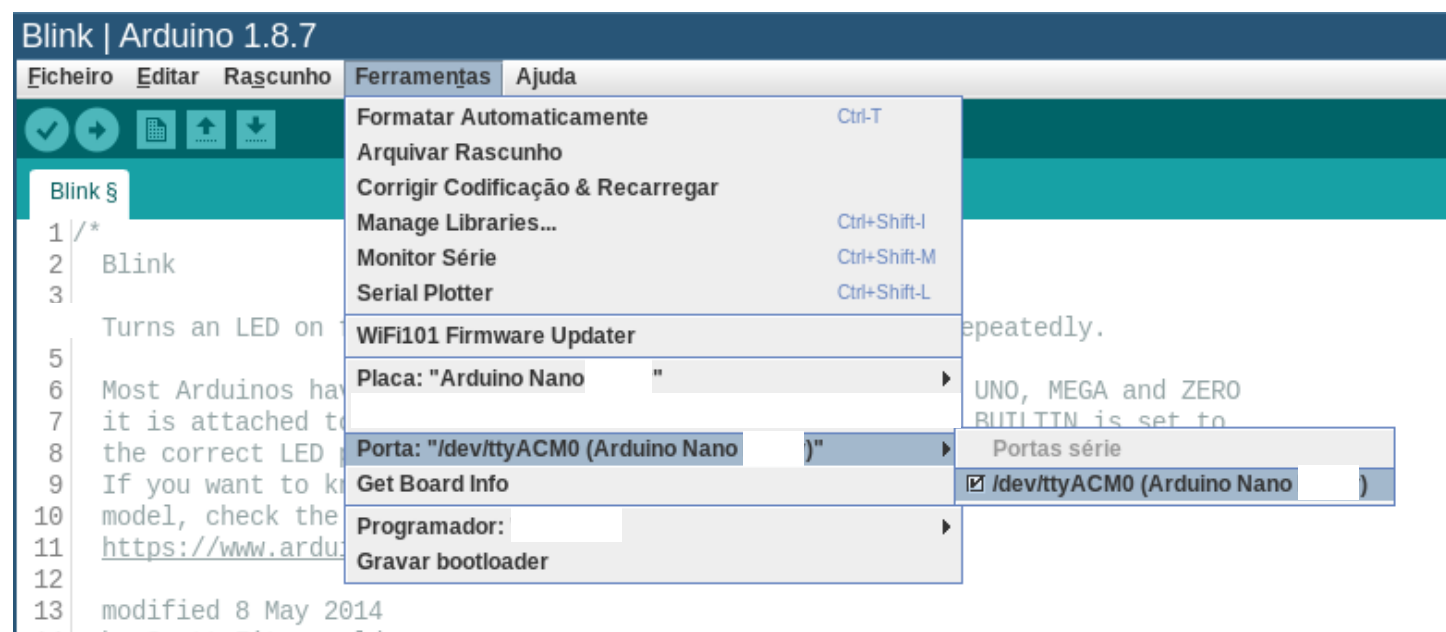 Blink | Arduino 1.8.7
Ficheiro Editar Rascunho Ferramentas Ajuda
Formatar Automaticamente Ctrl-T
Arquivar Rascunho
Corrigir Codificação & Recarregar
Manage Libraries... Ctrl+Shift-I
Monitor Série Ctrl+Shift-M
Serial Plotter Ctrl+Shift-L
WiFi101 Firmware Updater
Placa: "Arduino Nano "
Porta: "/dev/ttyACM0 (Arduino Nano )"
Get Board Info
Programador:
Gravar bootloader
Portas série
/dev/ttyACM0 (Arduino Nano )
Blink §
1 /*
2 Blink
3
Turns an LED on epeatedly.
5
6 Most Arduinos hav UNO, MEGA and ZERO
7 it is attached to BUILTIN is set to
8 the correct LED
9 If you want to
10 model, check the
11 https://www.ardui
12
13 modified 8 May 2014